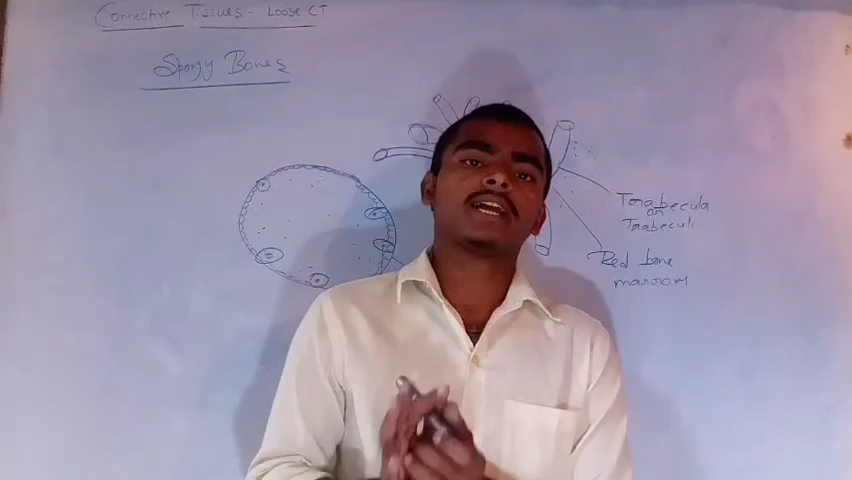 Connective Tissues - Loose CT
Spongy Bones
Trabecula
or
Trabeculi
Red bone
marrow